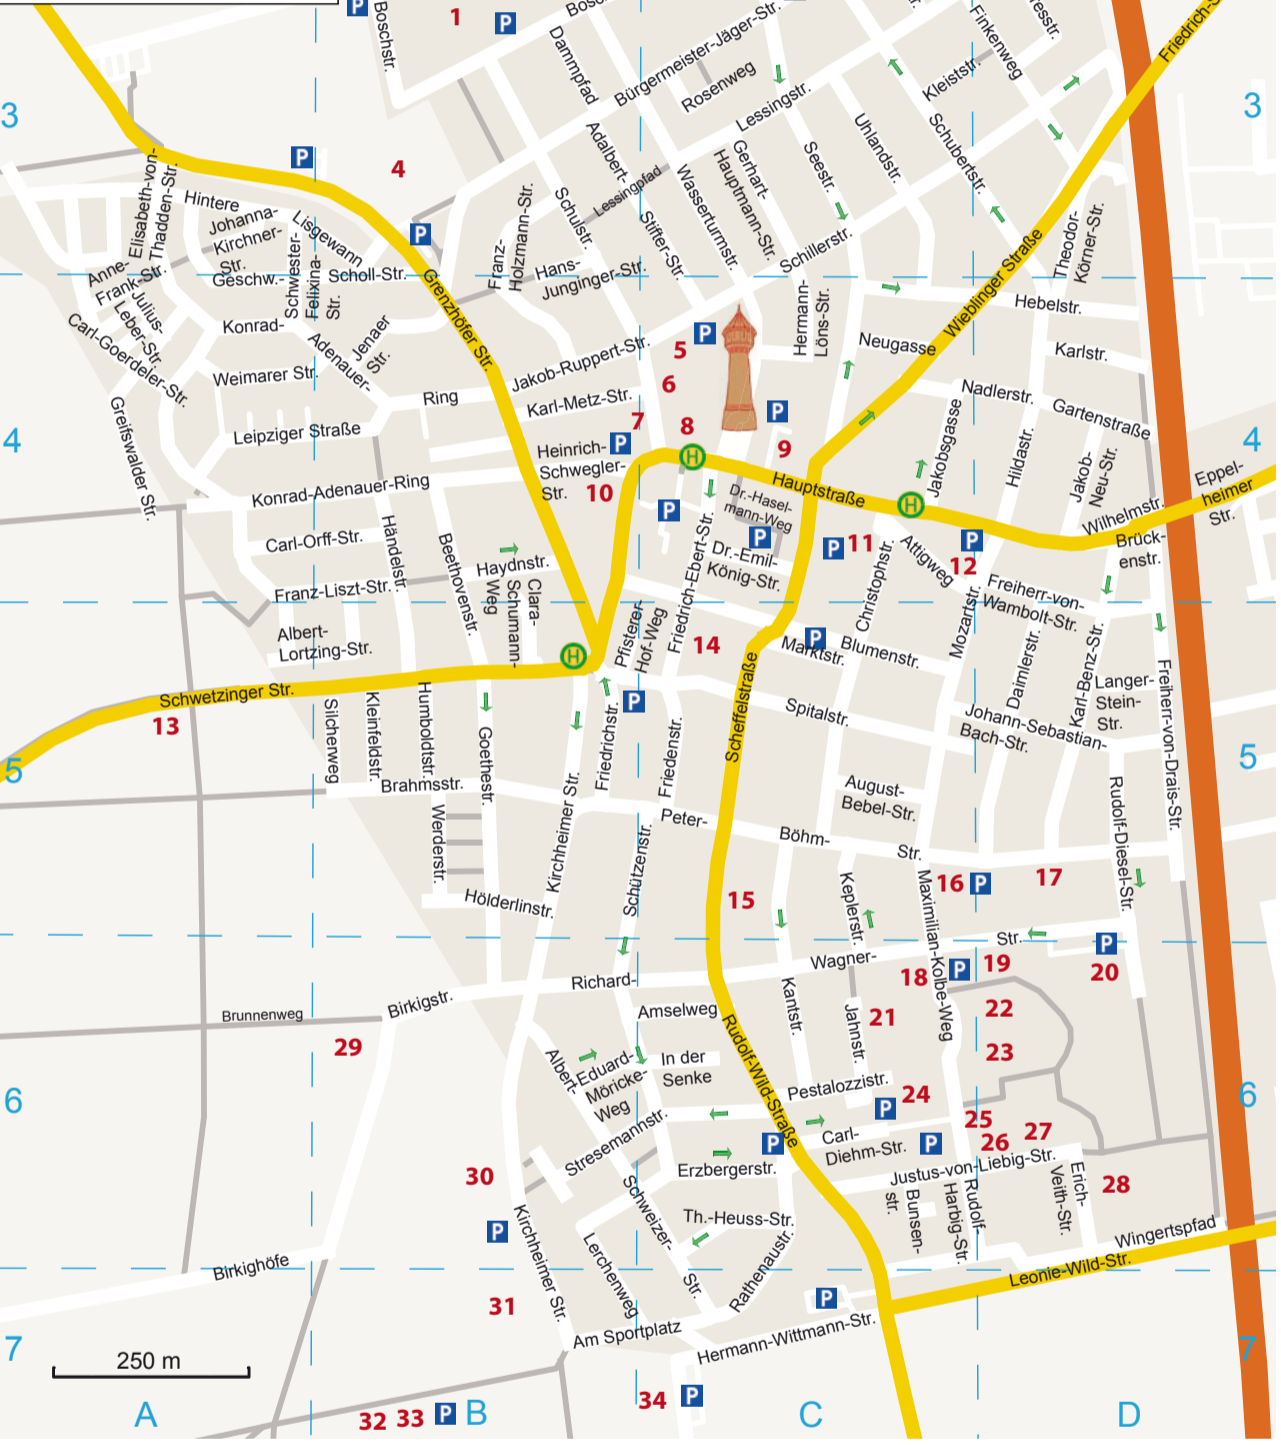 P
Boschstr.
1
P
Dammpfad
Bürgermeister-Jäger-Str.
Rosenweg
Lessingstr.
Finkenweg
Kleiststr.
Friedrich-S
3
3
P
4
Adalbert-
Stifter-Str.
Lessingpfad
Schulstr.
Wasserturmstr.
Gerhart-
Hauptmann-Str.
Seestr.
Uhlandstr.
Schubertstr.
Schillerstr.
Elisabeth-von-
Thadden-Str.
Hintere
Lisgewann
Johanna-
Kirchner-
Str.
P
Anne-
Frank-Str.
Geschw.-
Scholl-Str.
Schwester-
Felixina-
Str.
Julius-
Leber-Str.
Carl-Goerdeler-Str.
Konrad-
Adenauer-
Jenaer
Str.
Ring
Grenzhöfer Str.
Franz-
Holzmann-Str.
Hans-
Junginger-Str.
Theodor-
Körner-Str.
Wieblinger Straße
Hebelstr.
Hermann-
Löns-Str.
P
5
6
7
8
Neugasse
Karlstr.
Weimarer Str.
Jakob-Ruppert-Str.
Karl-Metz-Str.
Nadlerstr.
Gartenstraße
4
4
Greifswalder Str.
Leipziger Straße
P
9
Heinrich-
Schwegler-
Str.
P
10
H
Hauptstraße
H
Jakobsgasse
Hildastr.
Jakob-
Neu-Str.
Eppel-
heimer
Str.
Wilhelmstr.
Brück-
enstr.
Konrad-Adenauer-Ring
Carl-Orff-Str.
Händelstr.
Beethovenstr.
Haydnstr.
Clara-
Schumann-
Weg
Franz-Liszt-Str.
P
Dr.-Hasel-
mann-Weg
P
Dr.-Emil-
König-Str.
P
11
Christophstr.
Attigweg
P
12
Freiherr-von-
Wambolt-Str.
Albert-
Lortzing-Str.
H
Pfisterer-
Hof-Weg
Friedrich-Ebert-Str.
14
P
Marktstr.
Blumenstr.
Mozartstr.
Daimlerstr.
Karl-Benz-Str.
Langer-
Stein-
Str.
Freiherr-von-Drais-Str.
Schwetzinger Str.
13
Silcherweg
Kleinfeldstr.
Humboldtstr.
Goethestr.
P
Friedrichstr.
Friedenstr.
Scheffelstraße
Spitalstr.
Johann-Sebastian-
Bach-Str.
5
5
Brahmsstr.
Werderstr.
Kirchheimer Str.
August-
Bebel-Str.
Rudolf-Diesel-Str.
Peter-
Böhm-
Str.
Schützenstr.
Hölderlinstr.
15
Keplerstr.
Maximilian-Kolbe-Weg
16
P
17
Richard-
Wagner-
Str.
P
18
P
19
20
Birkigstr.
Brunnenweg
29
Amselweg
Kantstr.
Jahnstr.
21
22
23
Albert-
Schweizer-
Str.
Eduard-
Möricke-
Weg
In der
Senke
Rudolf-Wild-Straße
Pestalozzistr.
P
24
6
6
25
26
27
Stresemannstr.
P
Carl-
Diehm-Str.
P
Erzbergerstr.
Justus-von-Liebig-Str.
28
30
P
Th.-Heuss-Str.
Bunsen-
str.
Rudolf-
Harbig-Str.
Erich-
Veith-Str.
Wingertspfad
Leonie-Wild-Str.
Birkighöfe
Kirchheimer Str.
Lerchenweg
Rathenaustr.
31
P
Am Sportplatz
Hermann-Wittmann-Str.
7
7
250 m
34
P
A
32
33
P
B
C
D